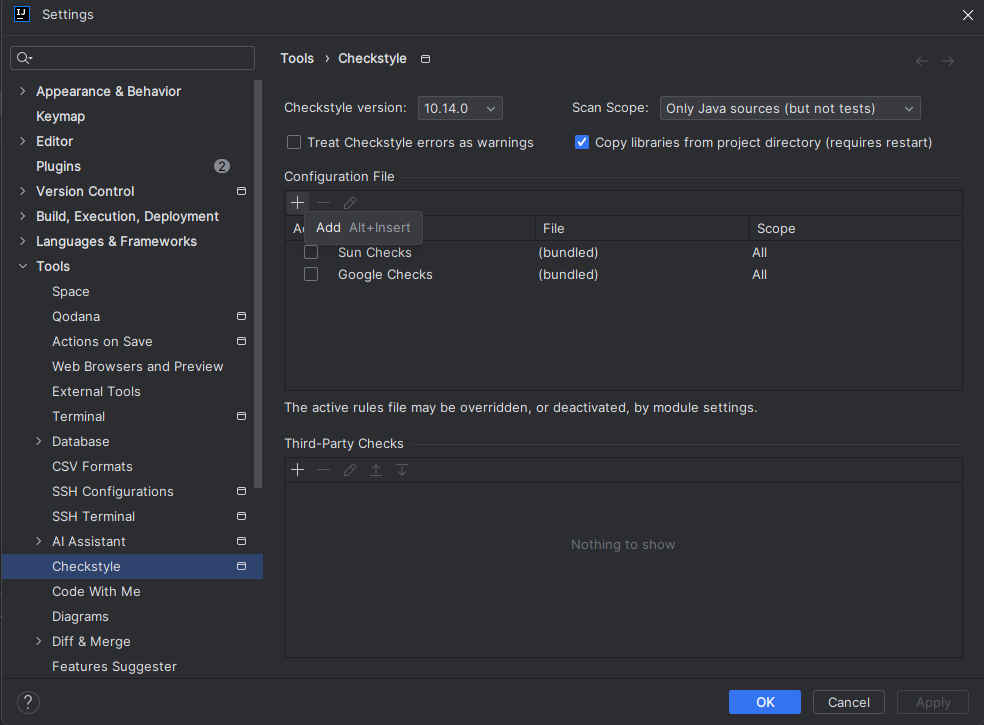 IJ Settings
Appearance & Behavior
Keymap
Editor
Plugins 2
Version Control
Build, Execution, Deployment
Languages & Frameworks
Tools
Space
Qodana
Actions on Save
Web Browsers and Preview
External Tools
Terminal
Database
CSV Formats
SSH Configurations
SSH Terminal
AI Assistant
Checkstyle
Code With Me
Diagrams
Diff & Merge
Features Suggester
Tools › Checkstyle
Checkstyle version: 10.14.0 Scan Scope: Only Java sources (but not tests)
Treat Checkstyle errors as warnings Copy libraries from project directory (requires restart)
Configuration File
Add Alt+Insert
File Scope
Sun Checks (bundled) All
Google Checks (bundled) All
The active rules file may be overridden, or deactivated, by module settings.
Third-Party Checks
Nothing to show
? OK Cancel Apply